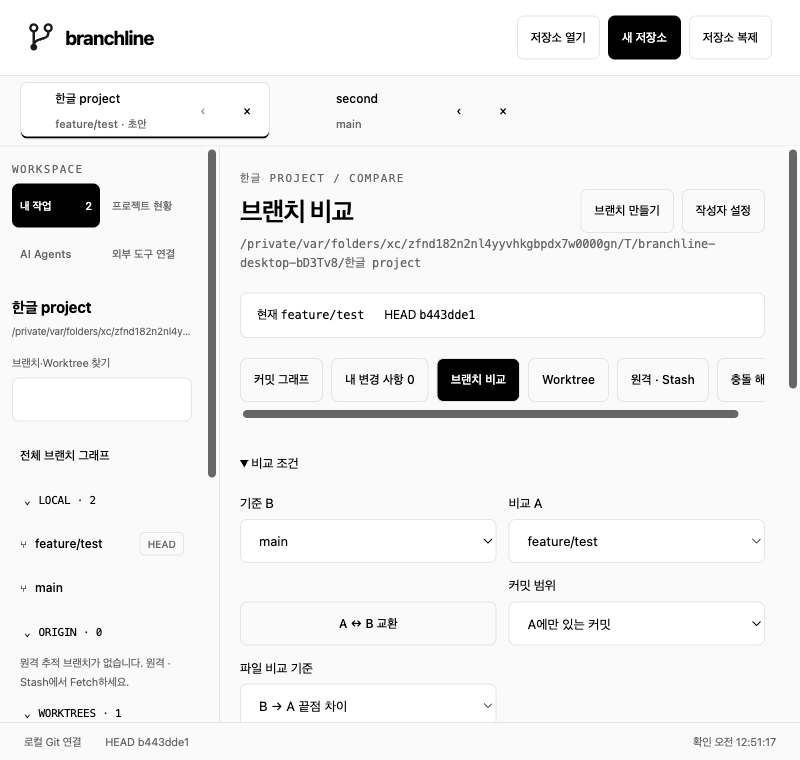 branchline
저장소 열기
새 저장소
저장소 복제
한글 project
feature/test · 초안
second
main
WORKSPACE
내 작업 2
프로젝트 현황
AI Agents
외부 도구 연결
한글 project
/private/var/folders/xc/zfnd182n2nl4y...
브랜치·Worktree 찾기
전체 브랜치 그래프
LOCAL · 2
feature/test HEAD
main
ORIGIN · 0
원격 추적 브랜치가 없습니다. 원격 ·
Stash에서 Fetch하세요.
WORKTREES · 1
한글 PROJECT / COMPARE
브랜치 비교
브랜치 만들기
작성자 설정
/private/var/folders/xc/zfnd182n2nl4yyvhkgbpdx7w0000gn/T/branchline-
desktop-bD3Tv8/한글 project
현재 feature/test HEAD b443dde1
커밋 그래프
내 변경 사항 0
브랜치 비교
Worktree
원격 · Stash
충돌 해
▼ 비교 조건
기준 B
main
비교 A
feature/test
A ↔ B 교환
커밋 범위
A에만 있는 커밋
파일 비교 기준
B → A 끝점 차이
로컬 Git 연결
HEAD b443dde1
확인 오전 12:51:17